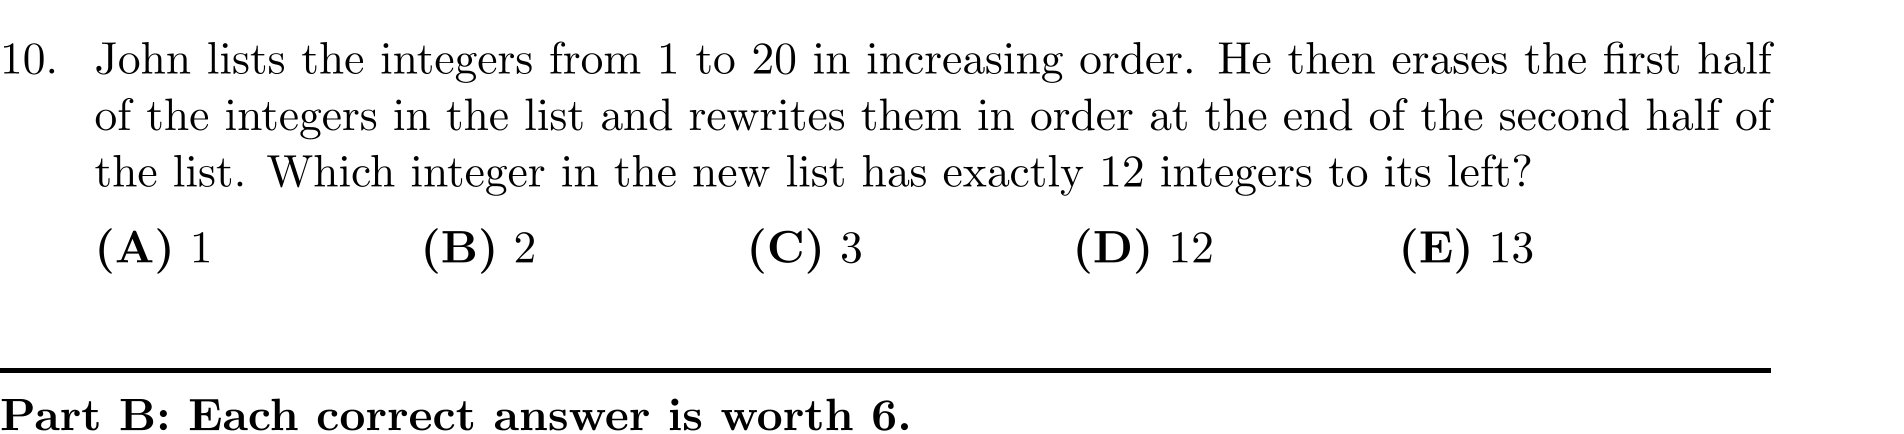 10. John lists the integers from 1 to 20 in increasing order. He then erases the first half
of the integers in the list and rewrites them in order at the end of the second half of
the list. Which integer in the new list has exactly 12 integers to its left?
(A) 1 (B) 2 (C) 3 (D) 12 (E) 13
Part B: Each correct answer is worth 6.